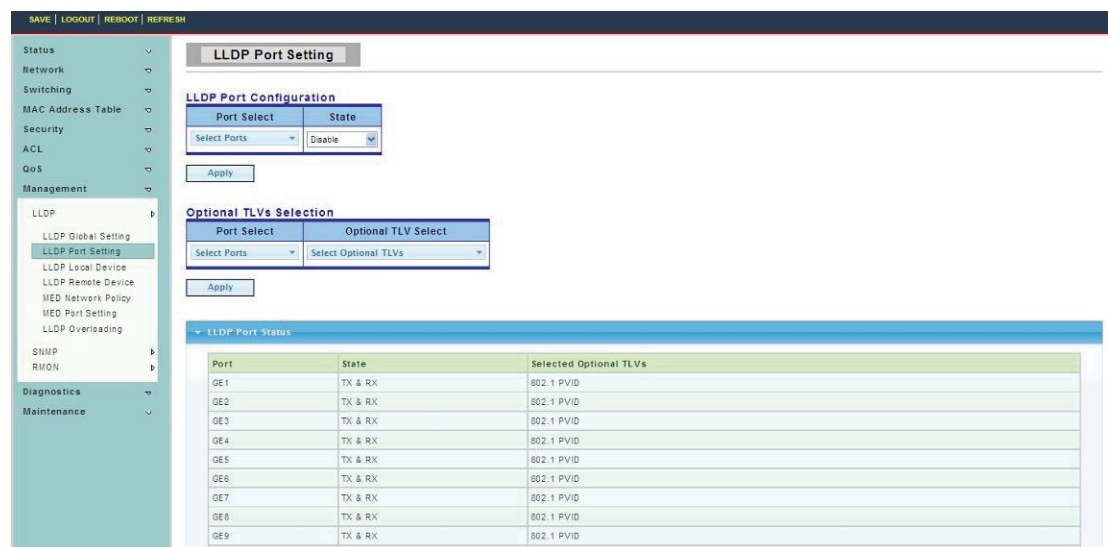 SAVE | LOGOUT | REBOOT | REFRESH
Status
Network
Switching
MAC Address Table
Security
ACL
QoS
Management
LLDP
LLDP Global Setting
LLDP Port Setting
LLDP Local Device
LLDP Remote Device
MED Network Policy
MED Port Setting
LLDP Overloading
SNMP
RMON
Diagnostics
Maintenance
LLDP Port Setting
LLDP Port Configuration
Port Select State
Select Ports Disable
Apply
Optional TLVs Selection
Port Select Optional TLV Select
Select Ports Select Optional TLVs
Apply
LLDP Port Status
Port State Selected Optional TLVs
GE1 TX & RX 802.1 PVID
GE2 TX & RX 802.1 PVID
GE3 TX & RX 802.1 PVID
GE4 TX & RX 802.1 PVID
GE5 TX & RX 802.1 PVID
GE6 TX & RX 802.1 PVID
GE7 TX & RX 802.1 PVID
GE8 TX & RX 802.1 PVID
GE9 TX & RX 802.1 PVID